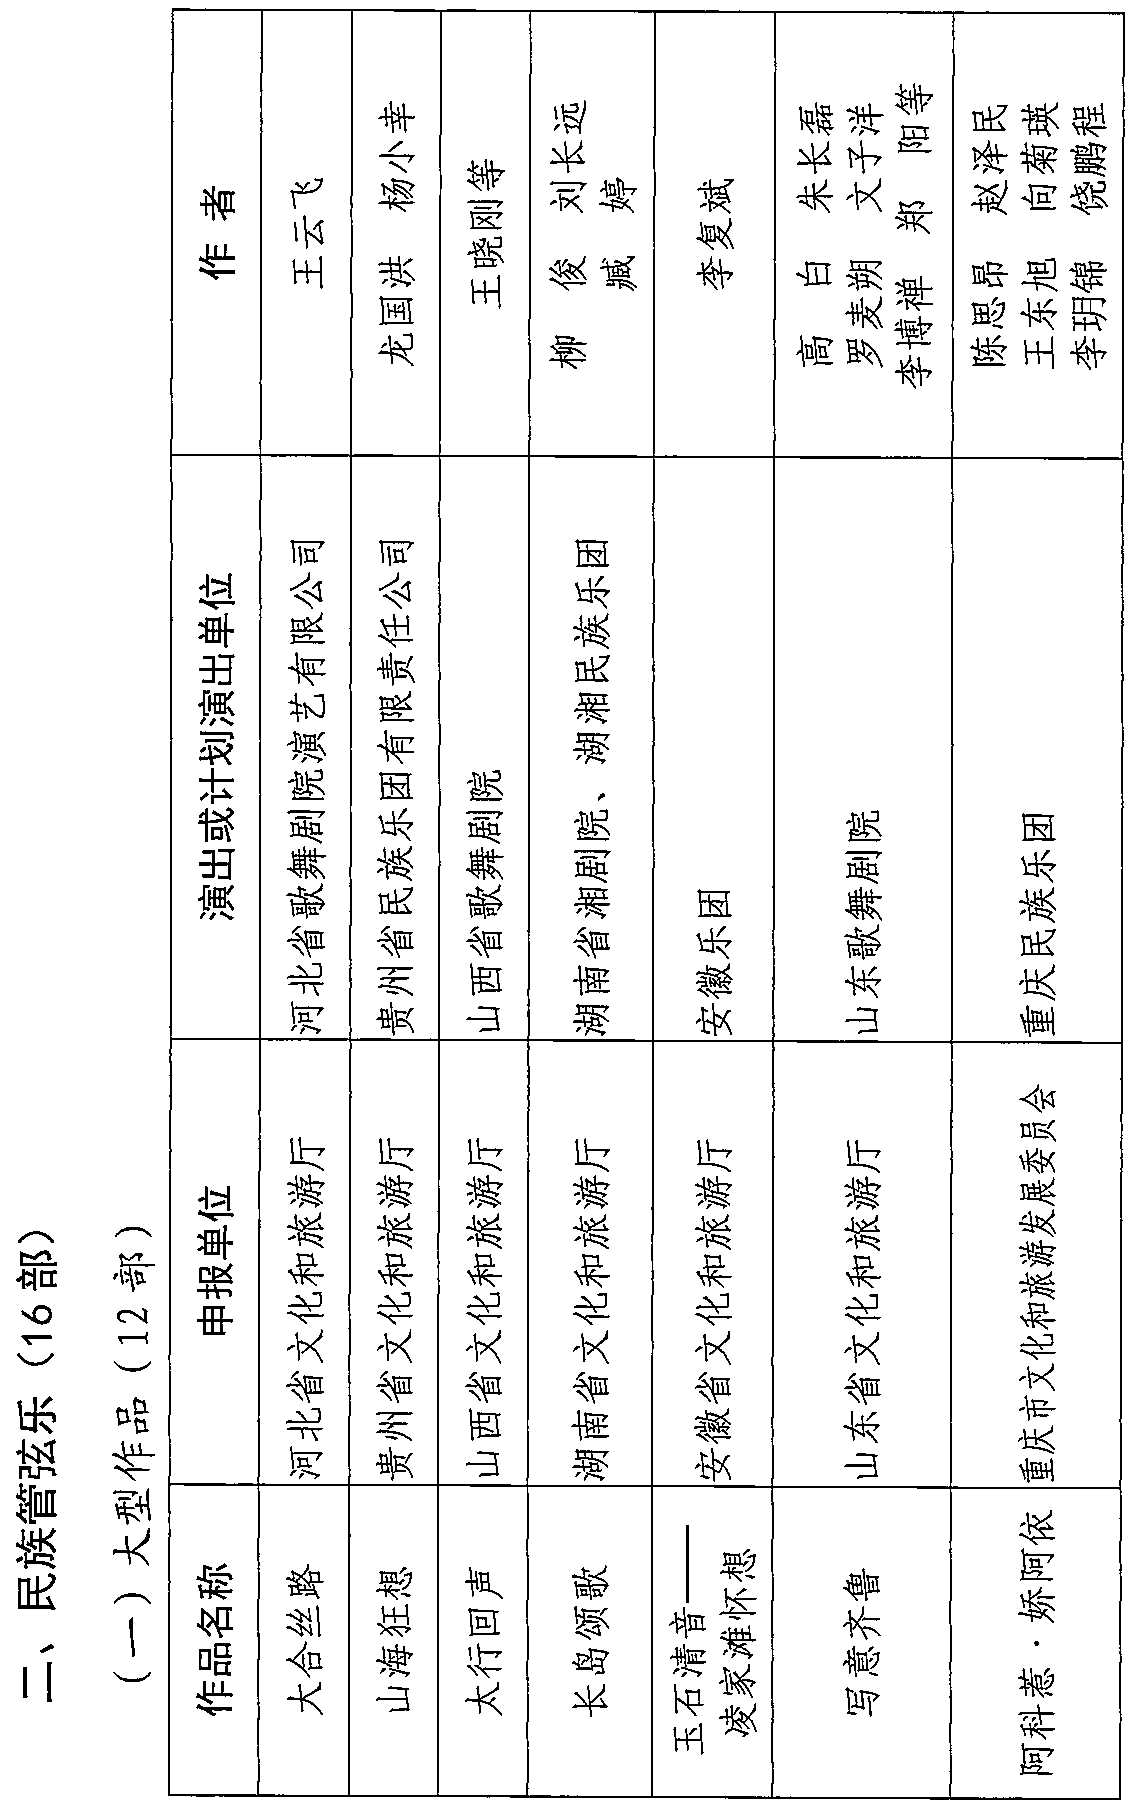 二、民族管弦乐（16部）
（一）大型作品（12部）
作品名称 申报单位 演出或计划演出单位 作 者
大合丝路 河北省文化和旅游厅 河北省歌舞剧院演艺有限公司 王云飞
山海狂想 贵州省文化和旅游厅 贵州省民族乐团有限责任公司 龙国洪 杨小幸
太行回声 山西省文化和旅游厅 山西省歌舞剧院 王晓刚等
长岛颂歌 湖南省文化和旅游厅 湖南省湘剧院、湖湘民族乐团 柳 俊 刘长远
臧 婷
玉石清音——
凌家滩怀想 安徽省文化和旅游厅 安徽乐团 李复斌
写意齐鲁 山东省文化和旅游厅 山东歌舞剧院 高 白 朱长磊
罗麦朔 文子洋
李博禅 郑 阳等
阿科惹·娇阿依 重庆市文化和旅游发展委员会 重庆民族乐团 陈思昂 赵泽民
王东旭 向菊瑛
李玥锦 饶鹏程